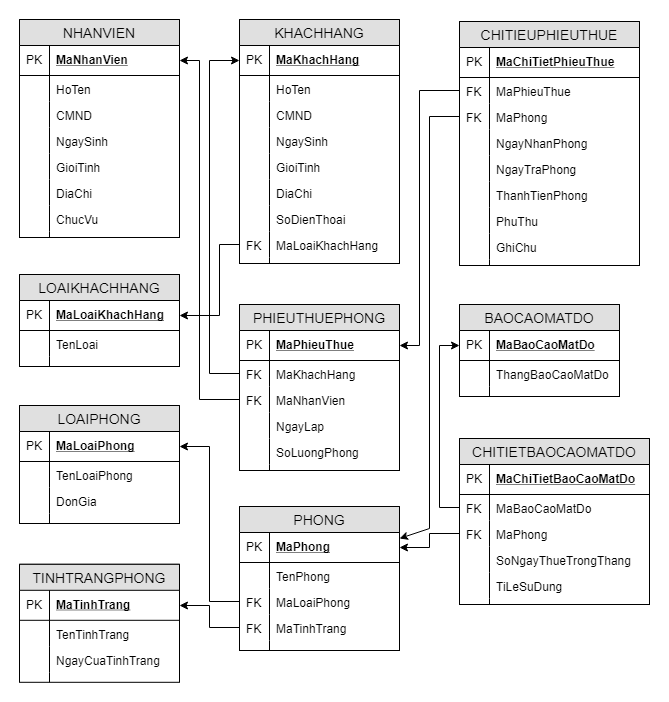 NHANVIEN
PK MaNhanVien
HoTen
CMND
NgaySinh
GioiTinh
DiaChi
ChucVu
KHACHHANG
PK MaKhachHang
HoTen
CMND
NgaySinh
GioiTinh
DiaChi
SoDienThoai
FK MaLoaiKhachHang
CHITIEUPHIEUTHUE
PK MaChiTietPhieuThue
FK MaPhieuThue
FK MaPhong
NgayNhanPhong
NgayTraPhong
ThanhTienPhong
PhuThu
GhiChu
LOAIKHACHHANG
PK MaLoaiKhachHang
TenLoai
PHIEUTHUEPHONG
PK MaPhieuThue
FK MaKhachHang
FK MaNhanVien
NgayLap
SoLuongPhong
BAOCAOMATDO
PK MaBaoCaoMatDo
ThangBaoCaoMatDo
LOAIPHONG
PK MaLoaiPhong
TenLoaiPhong
DonGia
CHITIETBAOCAOMATDO
PK MaChiTietBaoCaoMatDo
FK MaBaoCaoMatDo
FK MaPhong
SoNgayThueTrongThang
TiLeSuDung
PHONG
PK MaPhong
TenPhong
FK MaLoaiPhong
FK MaTinhTrang
TINHTRANGPHONG
PK MaTinhTrang
TenTinhTrang
NgayCuaTinhTrang